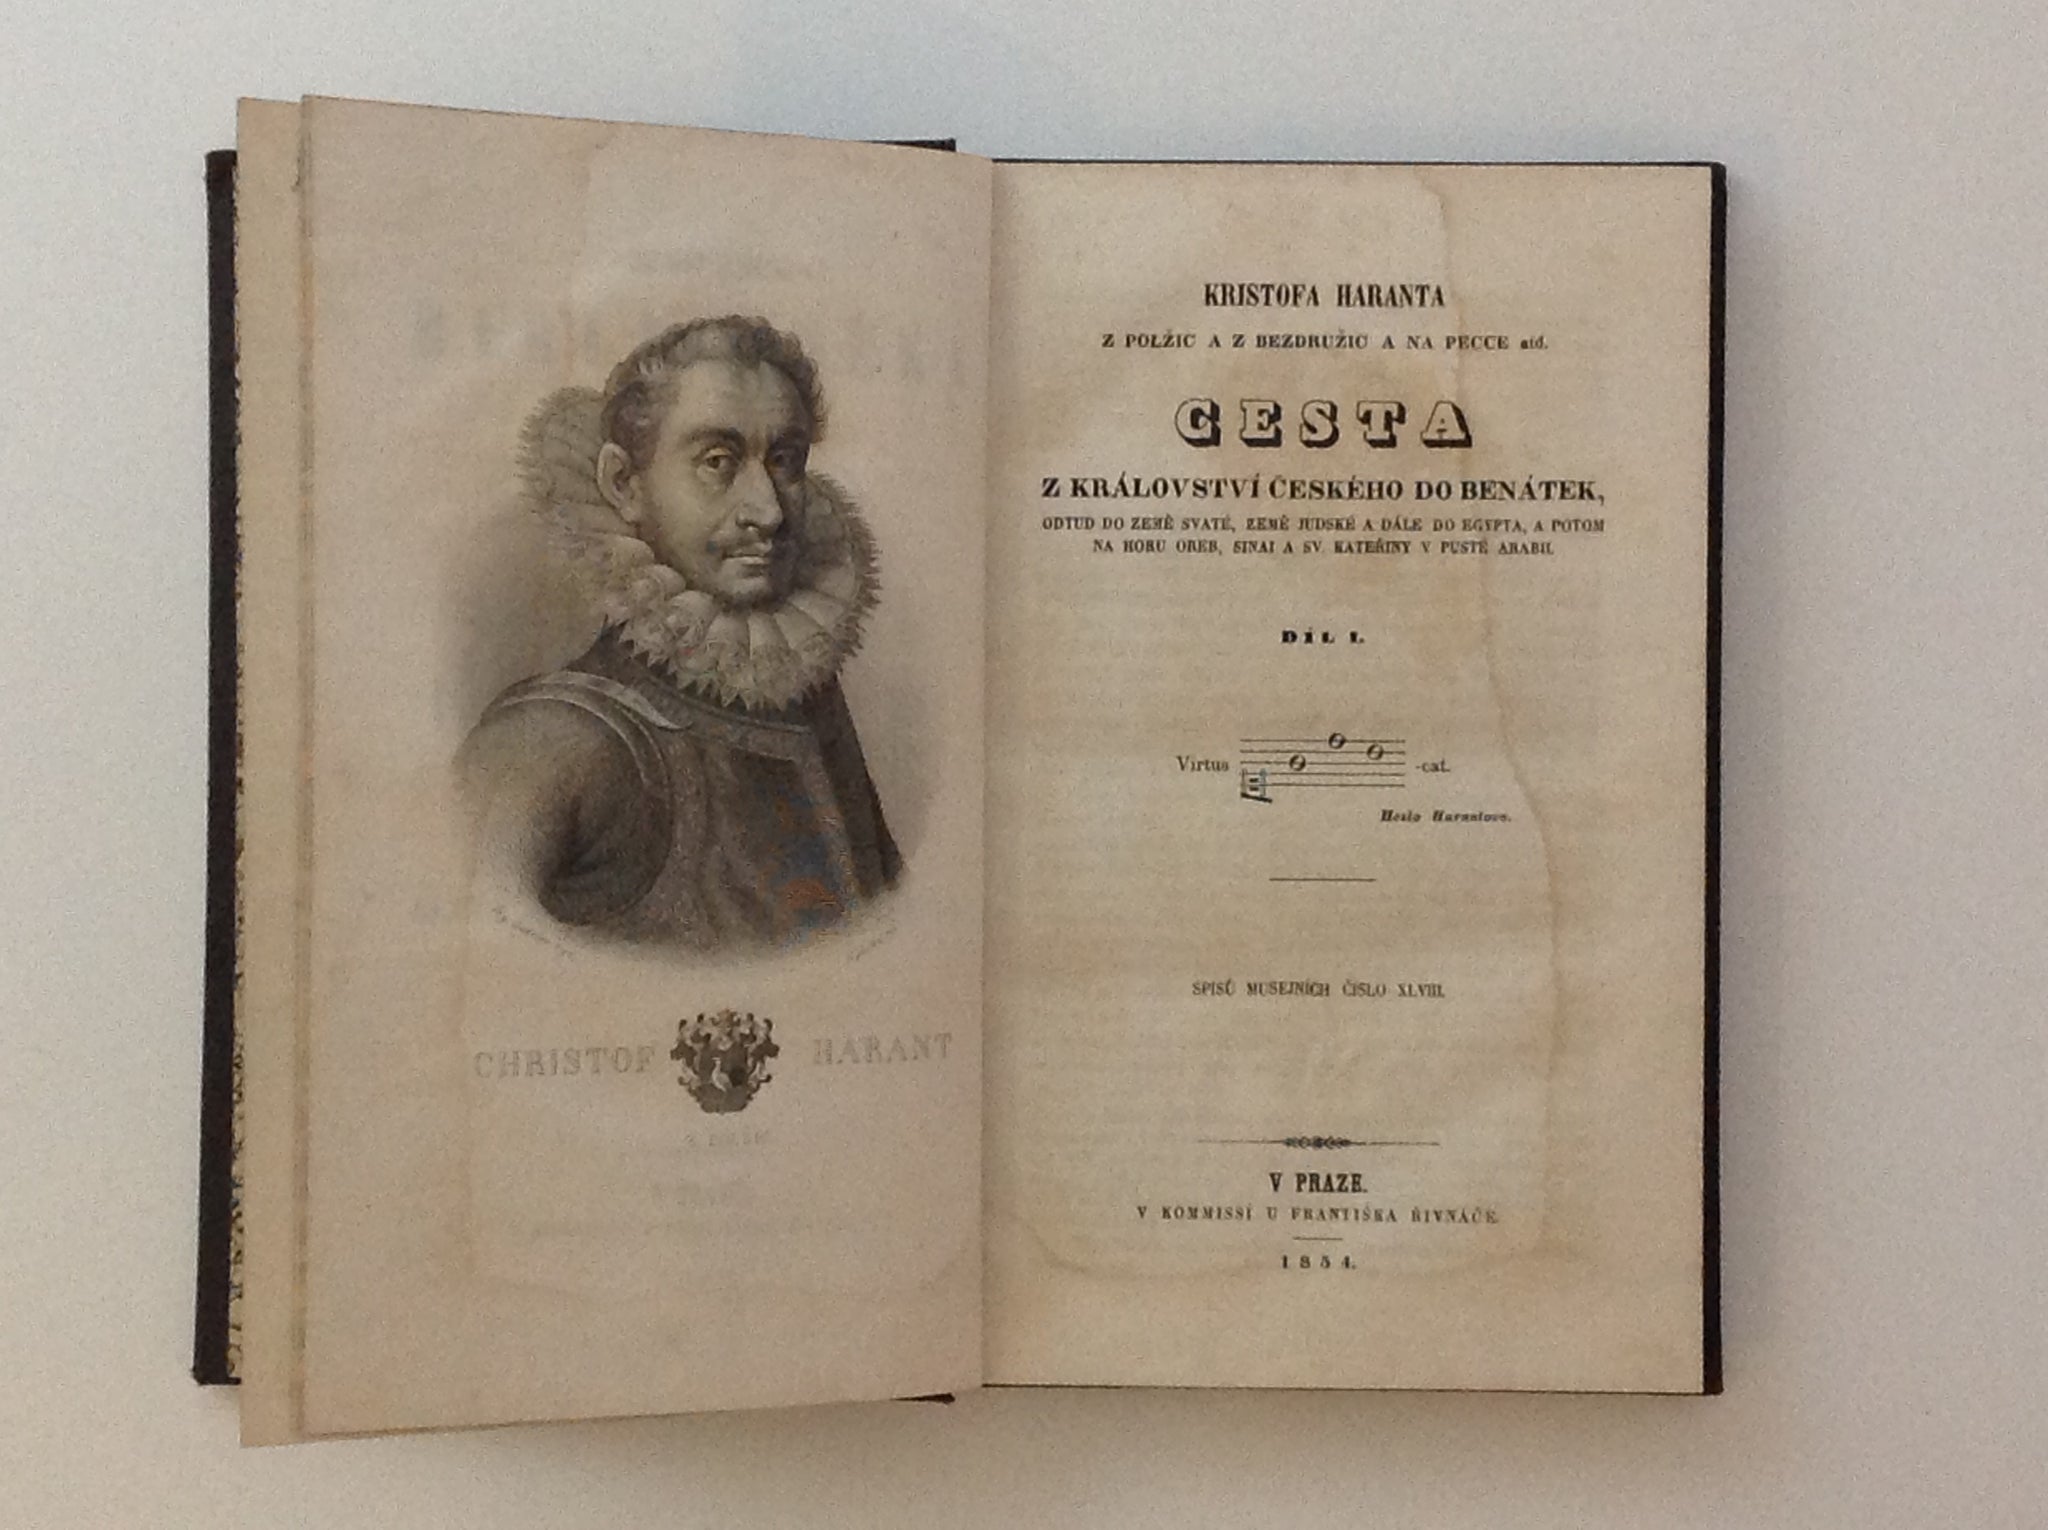 CHRISTOF HARANT
KRISTOFA HARANTA
Z POLŽIC A Z BEZDRUŽIC A NA PECCE atd.
CESTA
Z KRÁLOVSTVÍ ČESKÉHO DO BENÁTEK,
ODTUD DO ZEMĚ SVATÉ, ZEMĚ JUDSKÉ A DÁLE DO EGYPTA, A POTOM
NA HORU OREB, SINAI A SV. KATEŘINY V PUSTÉ ARABII.
DÍL I.
Virtus -cat.
Heslo Harantovo.
SPISŮ MUSEJNÍCH ČÍSLO XLVIII.
V PRAZE.
V KOMMISSÍ U FRANTIŠKA ŘIVNÁČE.
1854.